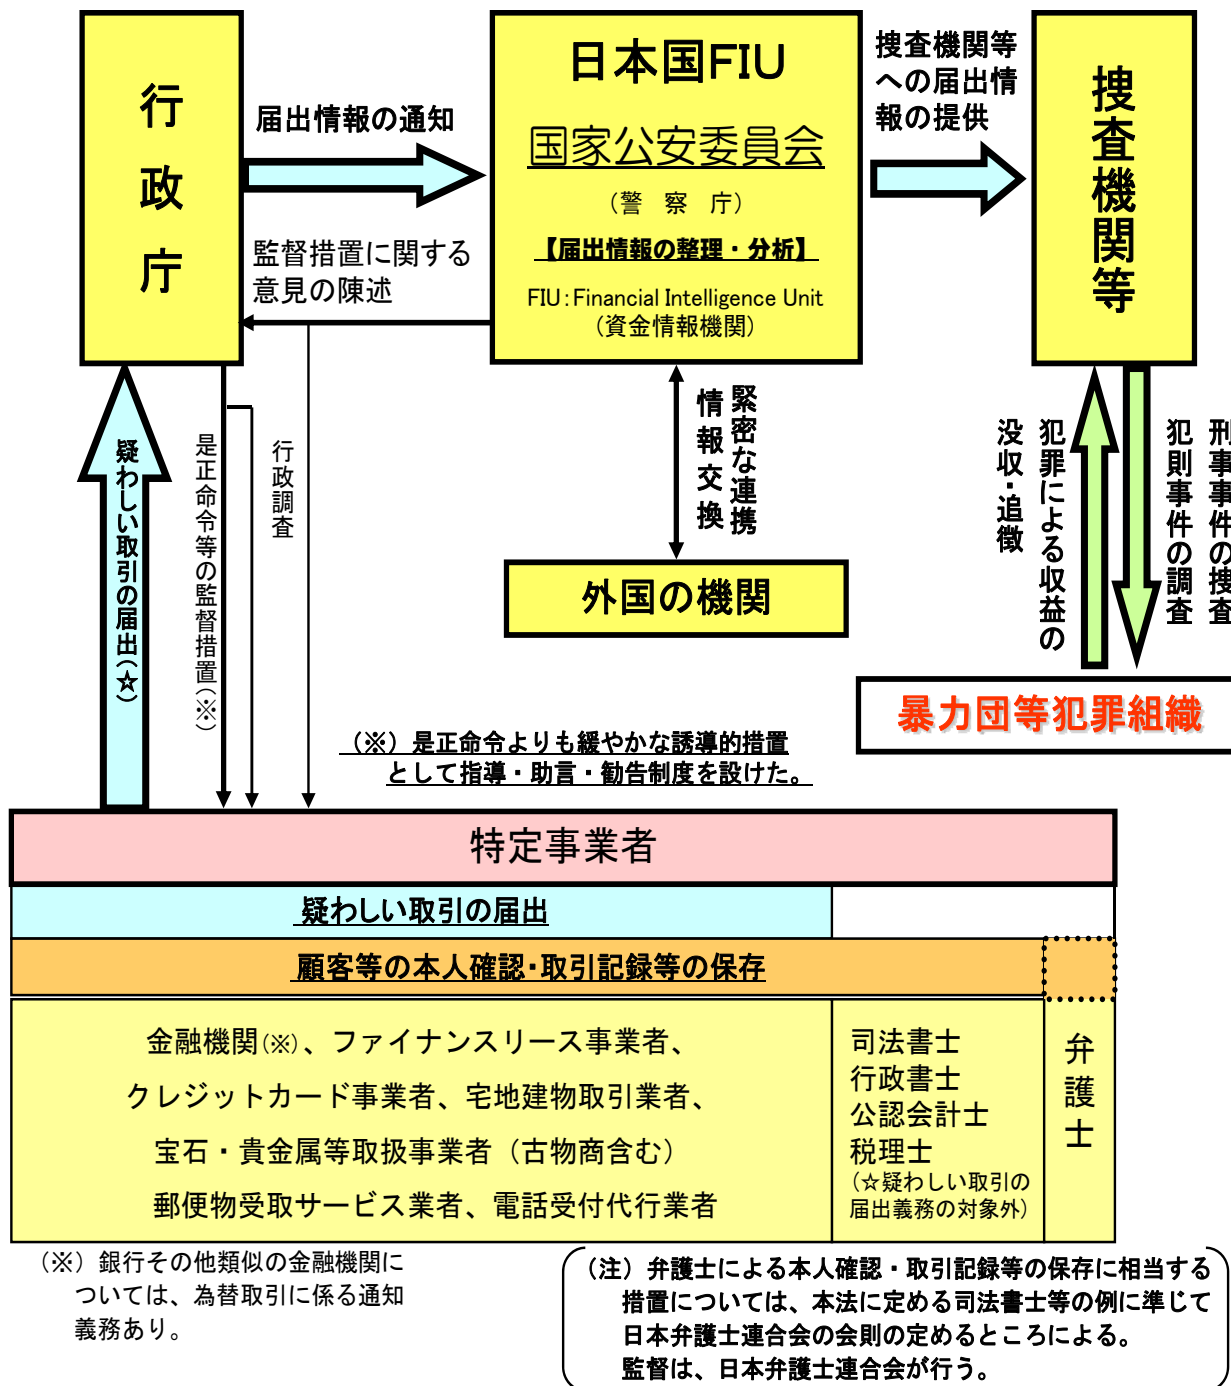 行政庁
届出情報の通知
監督措置に関する
意見の陳述
日本国FIU
国家公安委員会
（警　察　庁）
【届出情報の整理・分析】
FIU：Financial Intelligence Unit
（資金情報機関）
捜査機関等
への届出情
報の提供
捜査機関等
疑わしい取引の届出（☆）
是正命令等の監督措置（※）
行政調査
緊密な連携
情報交換
外国の機関
犯罪による収益の
没収・追徴
刑事事件の捜査
犯則事件の調査
暴力団等犯罪組織
（※）是正命令よりも緩やかな誘導的措置
として指導・助言・勧告制度を設けた。
特定事業者
疑わしい取引の届出
顧客等の本人確認・取引記録等の保存
金融機関（※）、ファイナンスリース事業者、
クレジットカード事業者、宅地建物取引業者、
宝石・貴金属等取扱事業者（古物商含む）
郵便物受取サービス業者、電話受付代行業者
司法書士
行政書士
公認会計士
税理士
（☆疑わしい取引の
届出義務の対象外）
弁護士
（※）銀行その他類似の金融機関に
ついては、為替取引に係る通知
義務あり。
（注）弁護士による本人確認・取引記録等の保存に相当する
措置については、本法に定める司法書士等の例に準じて
日本弁護士連合会の会則の定めるところによる。
監督は、日本弁護士連合会が行う。